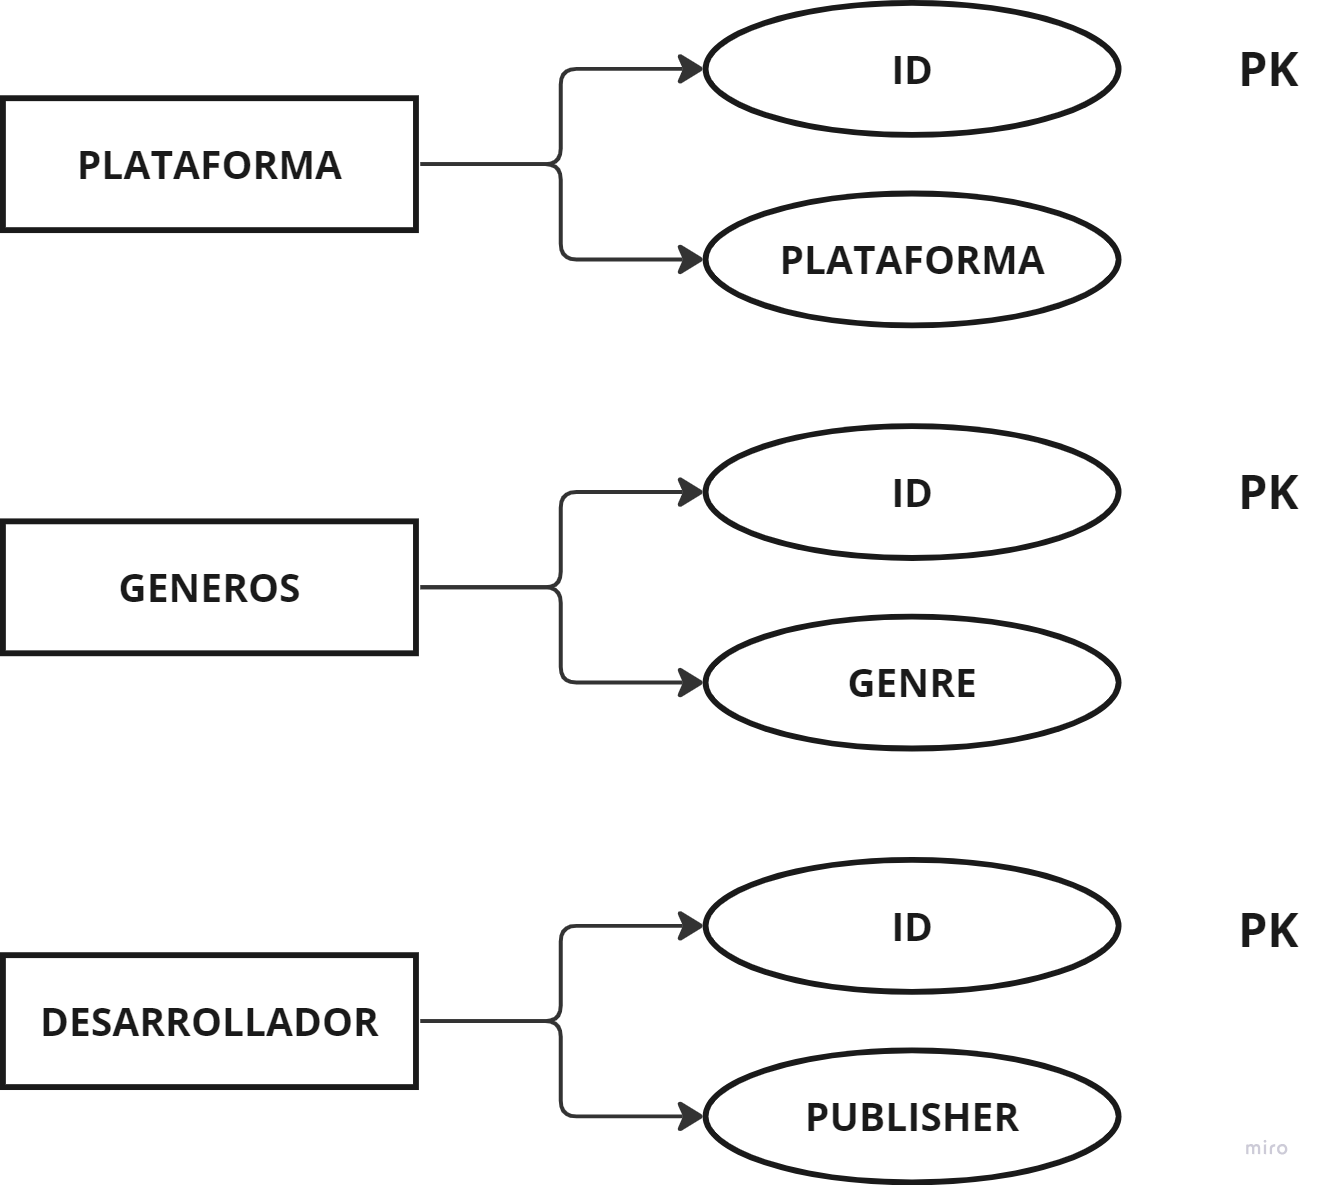 ID
PK
PLATAFORMA
PLATAFORMA
ID
PK
GENEROS
GENRE
ID
PK
DESARROLLADOR
PUBLISHER
miro